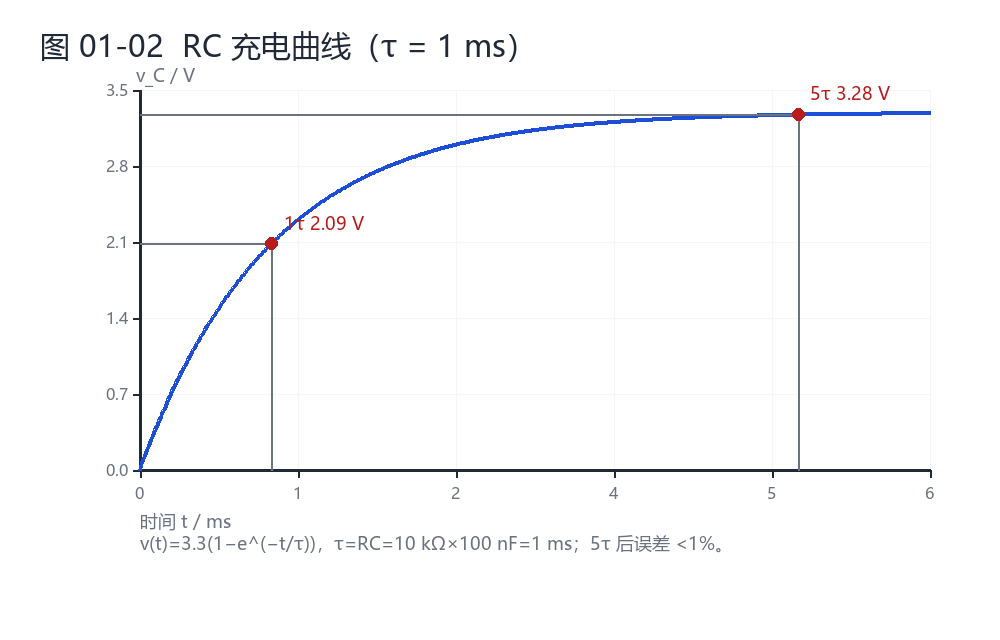 图 01-02 RC 充电曲线（τ = 1 ms）
v_C / V
3.5
2.8
2.1
1.4
0.7
0.0
5τ 3.28 V
1τ 2.09 V
0 1 2 4 5 6
时间 t / ms
v(t)=3.3(1−e^(−t/τ))，τ=RC=10 kΩ×100 nF=1 ms；5τ 后误差 <1%。